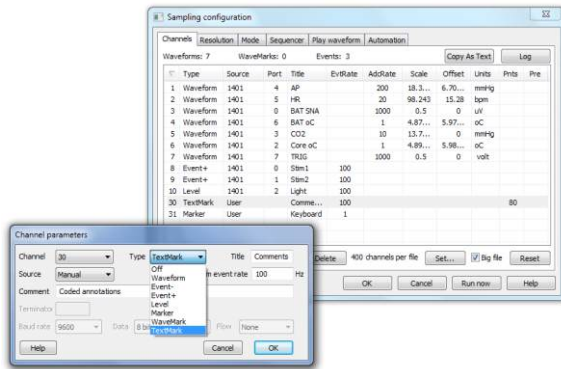 Sampling configuration
Channels Resolution Mode Sequencer Play waveform Automation
Waveforms: 7 WaveMarks: 0 Events: 3 Copy As Text Log
Type Source Port Title EvtRate AddRate Scale Offset Units Pnts Pre
1 Waveform 1401 4 AP 200 18.3... 6.70... mmHg
2 Waveform 1401 5 HR 20 98.243 15.28 bpm
3 Waveform 1401 0 BAT SNA 1000 0.5 0 uV
4 Waveform 1401 6 BAT oC 1 4.87... 5.97... oC
5 Waveform 1401 3 CO2 10 13.7... 0 mmHg
6 Waveform 1401 2 Core oC 1 4.89... 5.98... oC
7 Waveform 1401 7 TRIG 1000 0.5 0 volt
8 Event+ 1401 0 Stim1 100
9 Event+ 1401 1 Stim2 100
10 Level 1401 2 Light 100
30 TextMark User Comme... 100 80
31 Marker User Keyboard 1
Delete 400 channels per file Set... Big file Reset
OK Cancel Run now Help
Channel parameters
Channel 30 Type TextMark Title Comments
Source Manual event rate 100 Hz
Comment Coded annotations
Terminator
Baud rate 9600 Data 8 bit Flow None
Off
Waveform
Event-
Event+
Level
Marker
WaveMark
TextMark
Help Cancel OK